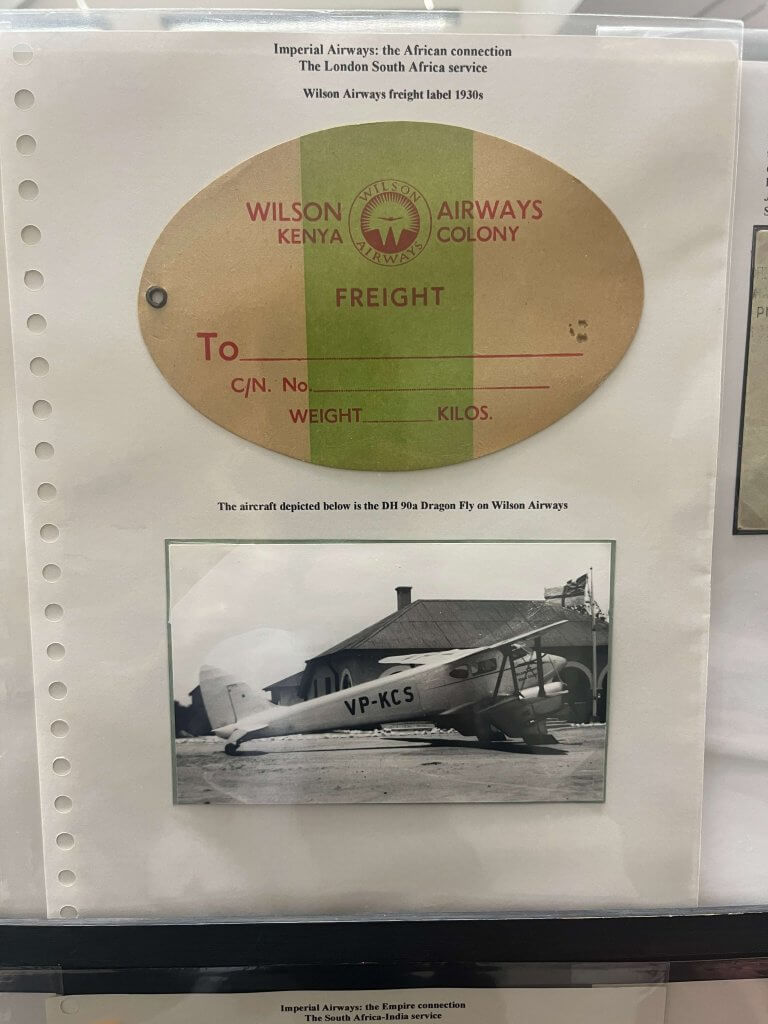 Imperial Airways: the African connection
The London South Africa service
Wilson Airways freight label 1930s
WILSON AIRWAYS
WILSON AIRWAYS
KENYA COLONY
FREIGHT
To
C/N. No.
WEIGHT KILOS.
The aircraft depicted below is the DH 90a Dragon Fly on Wilson Airways
VP-KCS
Imperial Airways: the Empire connection
The South Africa-India service